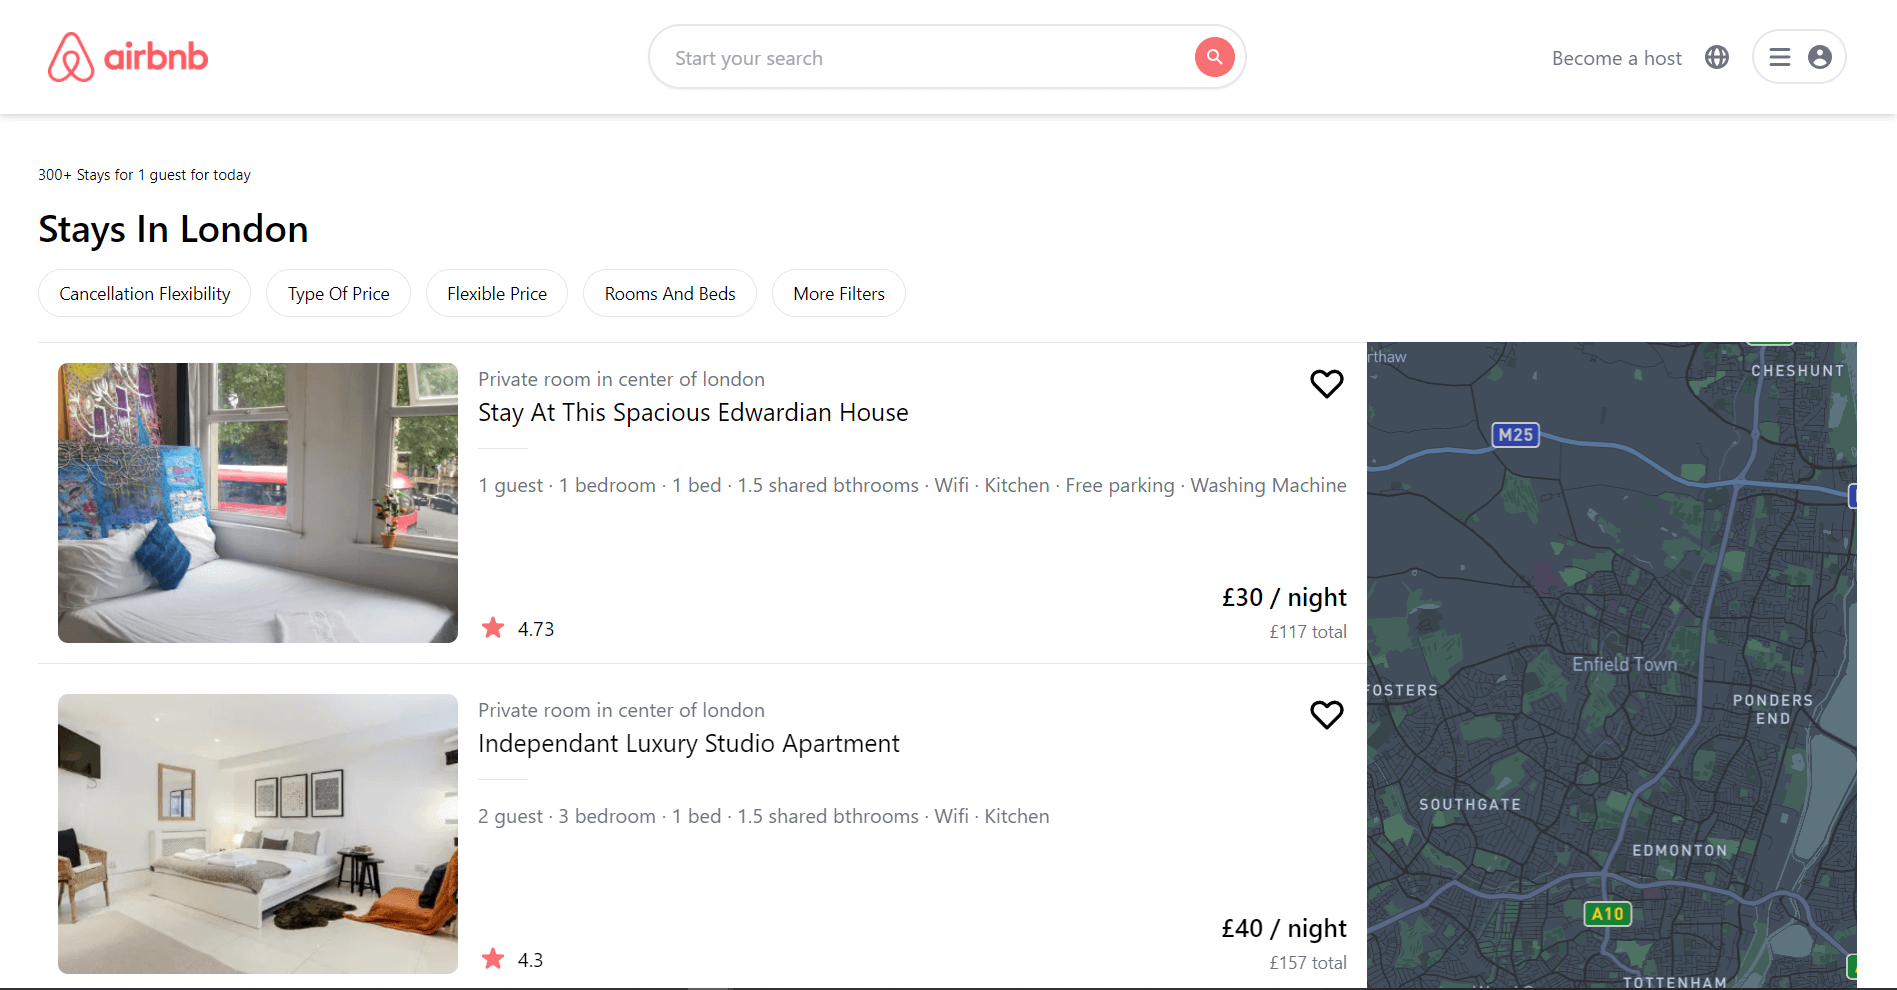 airbnb
Start your search
Become a host
300+ Stays for 1 guest for today
Stays In London
Cancellation Flexibility
Type Of Price
Flexible Price
Rooms And Beds
More Filters
Private room in center of london
Stay At This Spacious Edwardian House
1 guest · 1 bedroom · 1 bed · 1.5 shared bthrooms · Wifi · Kitchen · Free parking · Washing Machine
4.73
£30 / night
£117 total
Private room in center of london
Independant Luxury Studio Apartment
2 guest · 3 bedroom · 1 bed · 1.5 shared bthrooms · Wifi · Kitchen
4.3
£40 / night
£157 total
rthaw
CHESHUNT
M25
Enfield Town
FOSTERS
PONDERS
END
SOUTHGATE
EDMONTON
A10
TOTTENHAM